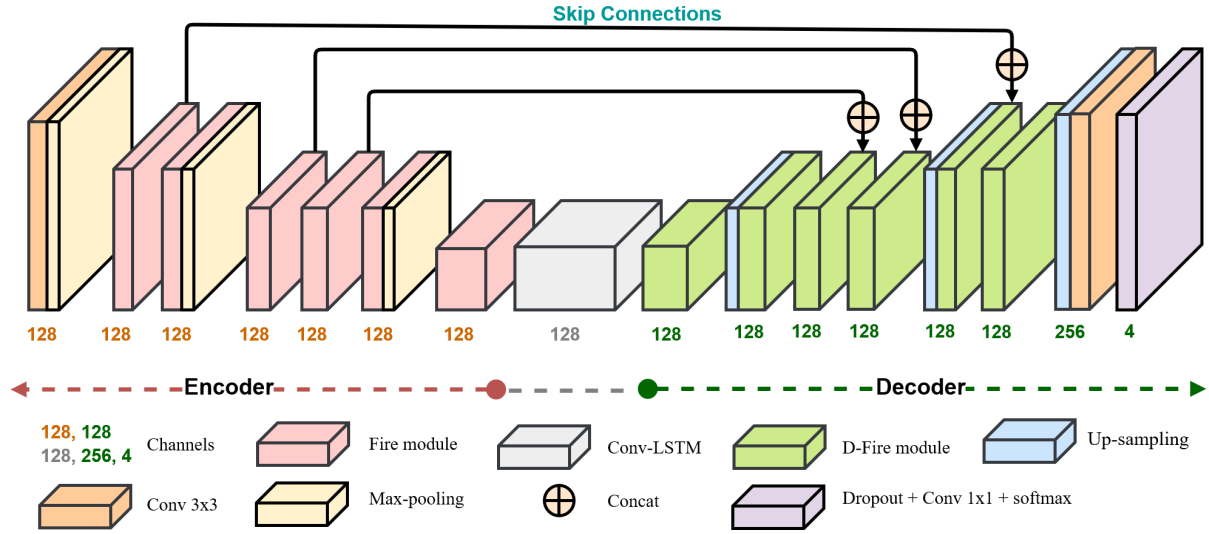 Skip Connections
128 128 128 128 128 128 128 128 128 128 128 128 128 128 256 4
Encoder Decoder
128, 128
128, 256, 4
Channels
Fire module
Conv-LSTM
D-Fire module
Up-sampling
Conv 3x3
Max-pooling
Concat
Dropout + Conv 1x1 + softmax